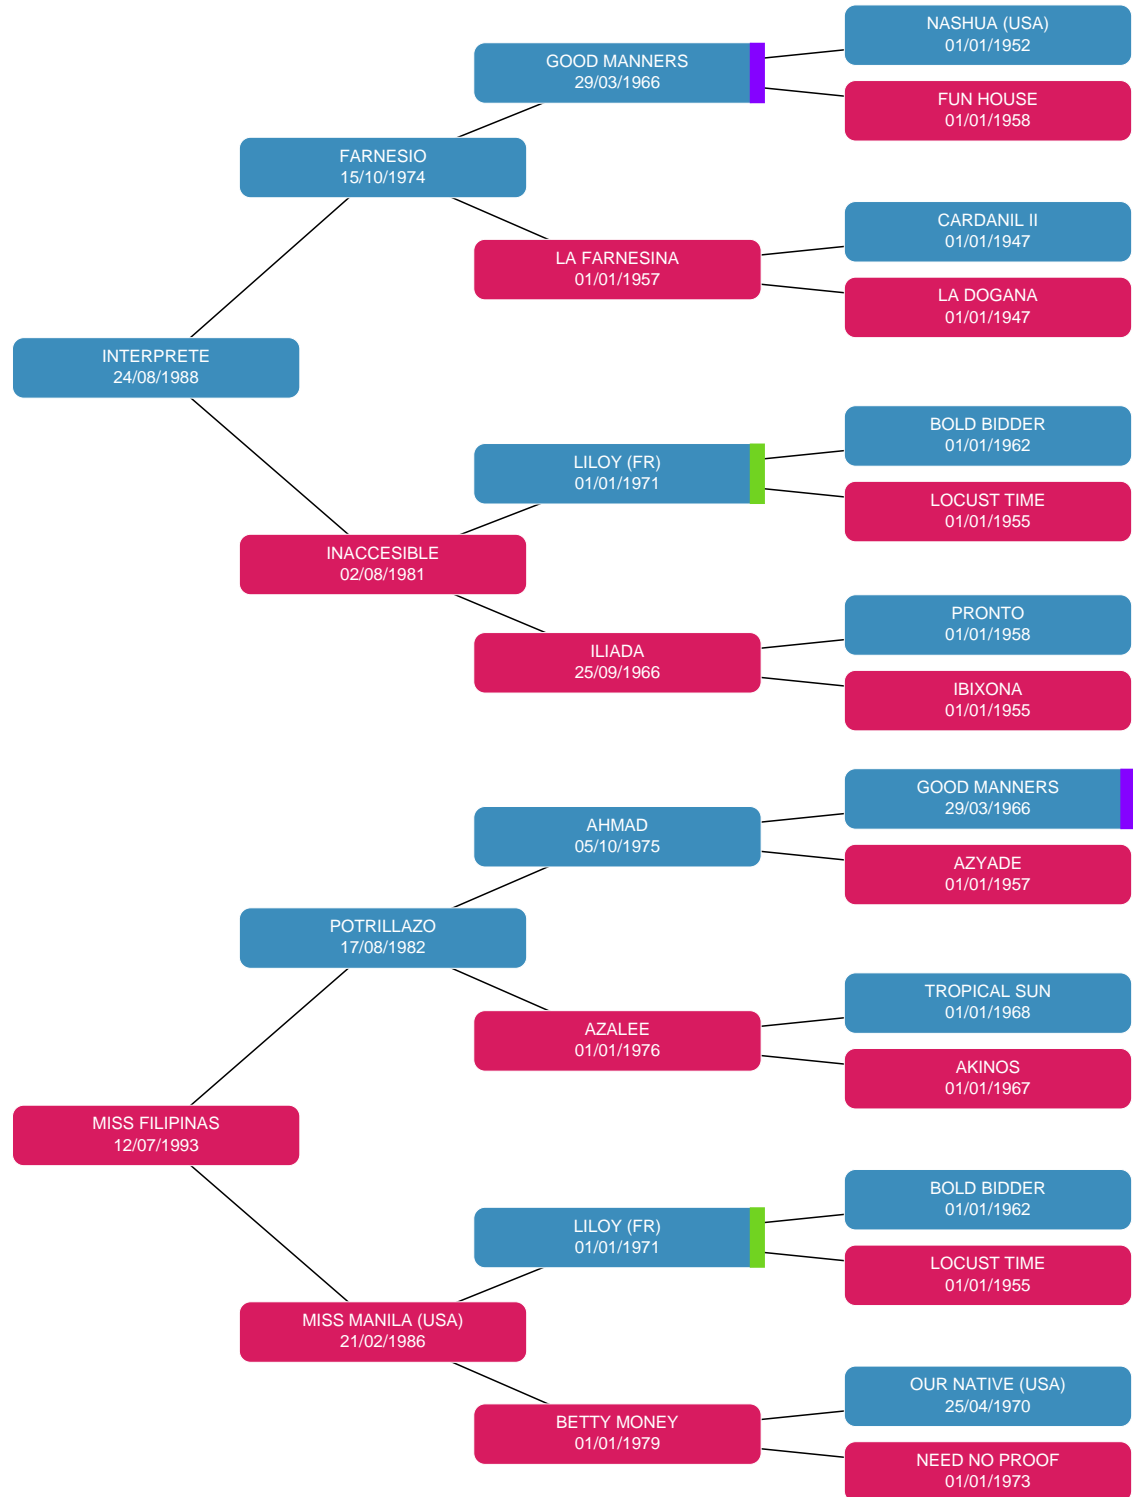 NASHUA (USA)
01/01/1952
GOOD MANNERS
29/03/1966
FUN HOUSE
01/01/1958
FARNESIO
15/10/1974
CARDANIL II
01/01/1947
LA FARNESINA
01/01/1957
LA DOGANA
01/01/1947
INTERPRETE
24/08/1988
BOLD BIDDER
01/01/1962
LILOY (FR)
01/01/1971
LOCUST TIME
01/01/1955
INACCESIBLE
02/08/1981
PRONTO
01/01/1958
ILIADA
25/09/1966
IBIXONA
01/01/1955
GOOD MANNERS
29/03/1966
AHMAD
05/10/1975
AZYADE
01/01/1957
POTRILLAZO
17/08/1982
TROPICAL SUN
01/01/1968
AZALEE
01/01/1976
AKINOS
01/01/1967
MISS FILIPINAS
12/07/1993
BOLD BIDDER
01/01/1962
LILOY (FR)
01/01/1971
LOCUST TIME
01/01/1955
MISS MANILA (USA)
21/02/1986
OUR NATIVE (USA)
25/04/1970
BETTY MONEY
01/01/1979
NEED NO PROOF
01/01/1973